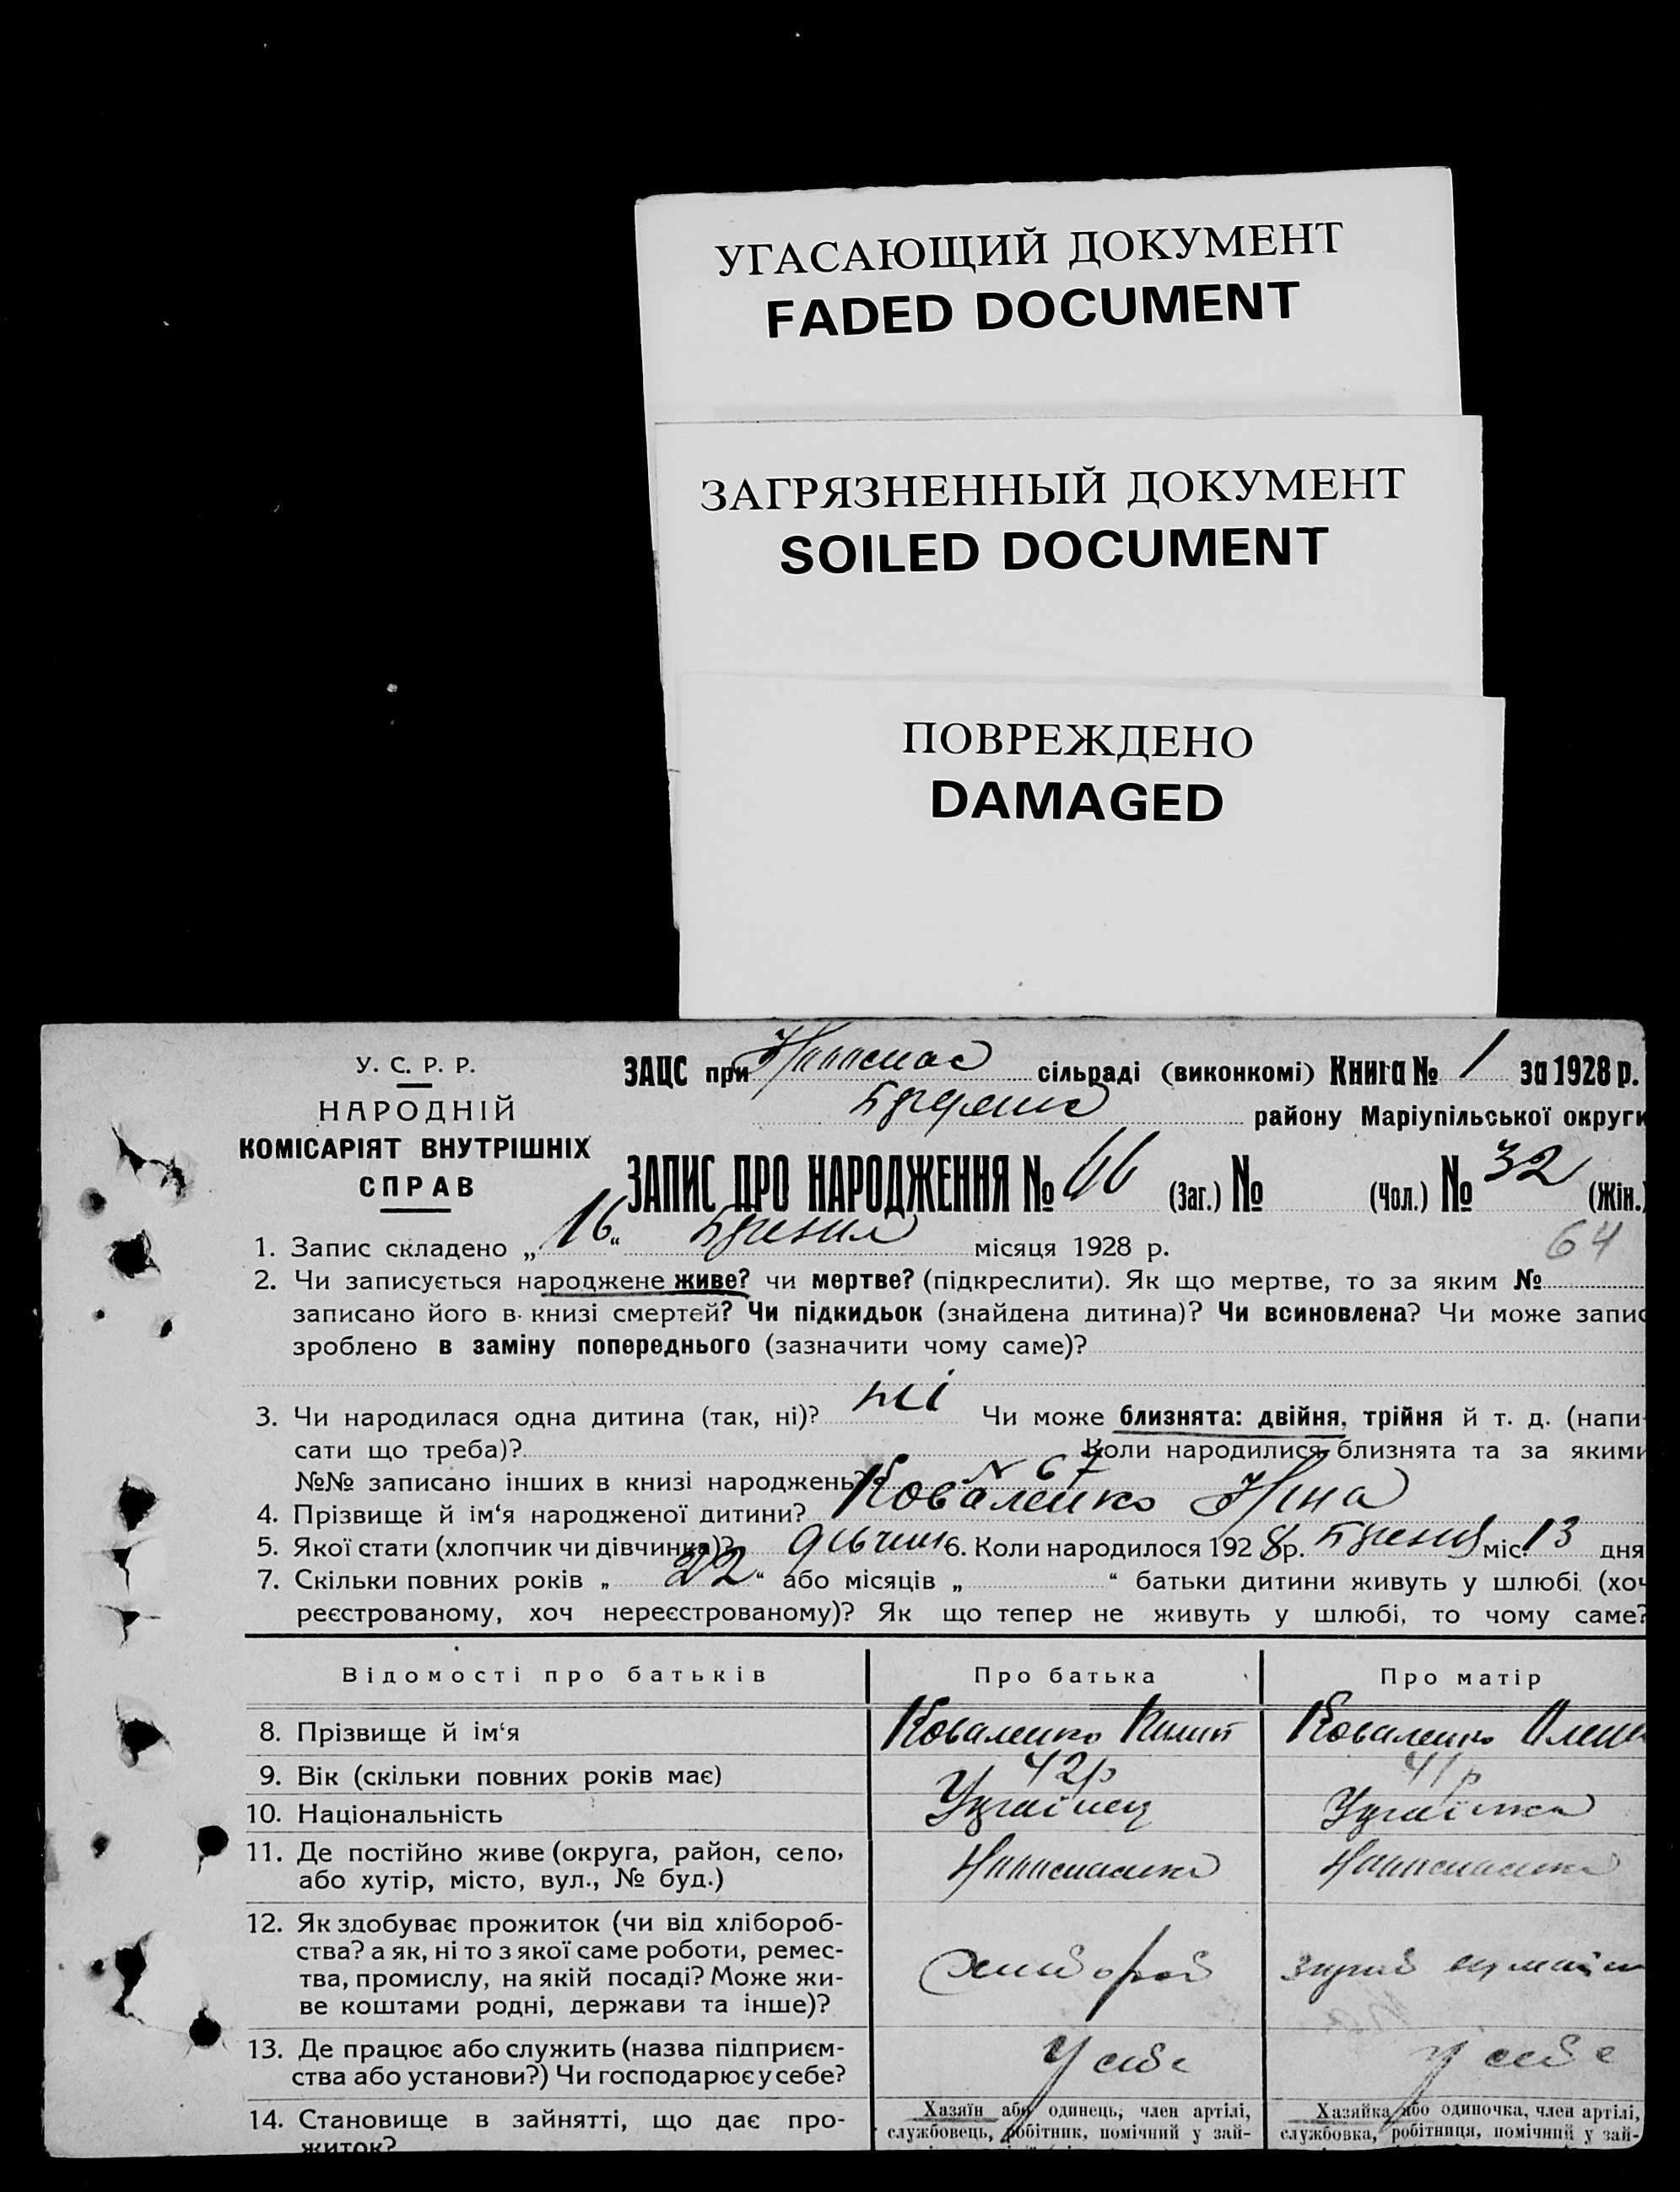 УГАСАЮЩИЙ ДОКУМЕНТ
FADED DOCUMENT
ЗАГРЯЗНЕННЫЙ ДОКУМЕНТ
SOILED DOCUMENT
ПОВРЕЖДЕНО
DAMAGED
У. С. Р. Р.
НАРОДНІЙ
КОМІСАРІЯТ ВНУТРІШНІХ
СПРАВ
ЗАЦС при сільраді (виконкомі) Книга № 1 за 1928 р.
району Маріупільської округи
ЗАПИС ПРО НАРОДЖЕННЯ № 66 (Заг.) № (Чол.) № 32 (Жін.)
64
1. Запис складено „ 16 “ місяця 1928 р.
2. Чи записується народжене живе? чи мертве? (підкреслити). Як що мертве, то за яким №
записано його в книзі смертей? Чи підкидьок (знайдена дитина)? Чи всиновлена? Чи може запис
зроблено в заміну попереднього (зазначити чому саме)?
3. Чи народилася одна дитина (так, ні)? ні Чи може близнята: двійня, трійня й т. д. (напи-
сати що треба)? Коли народилися близнята та за якими
№№ записано інших в книзі народжень? № 67
4. Прізвище й ім‘я народженої дитини? Коваленко Ніна
5. Якої стати (хлопчик чи дівчинка)? 6. Коли народилося 1928 р. міс. 13 дня
7. Скільки повних років „ 22 “ або місяців „ “ батьки дитини живуть у шлюбі (хоч
реєстрованому, хоч нереєстрованому)? Як що тепер не живуть у шлюбі, то чому саме?
Відомості про батьків Про батька Про матір
8. Прізвище й ім‘я Коваленко Коваленко
9. Вік (скільки повних років має) 42р 41р
10. Національність Українец Українка
11. Де постійно живе (округа, район, село,
або хутір, місто, вул., № буд.)
12. Як здобуває прожиток (чи від хлібороб-
ства? а як, ні то з якої саме роботи, ремес-
тва, промислу, на якій посаді? Може жи-
ве коштами родні, держави та інше)?
13. Де працює або служить (назва підприєм- У себе У себе
ства або установи?) Чи господарює у себе?
14. Становище в зайнятті, що дає про-
житок?
Хазяїн або одинець, член артілі,
службовець, робітник, помічний у зай-
Хазяйка або одиночка, член артілі,
службовка, робітниця, помічний у зай-